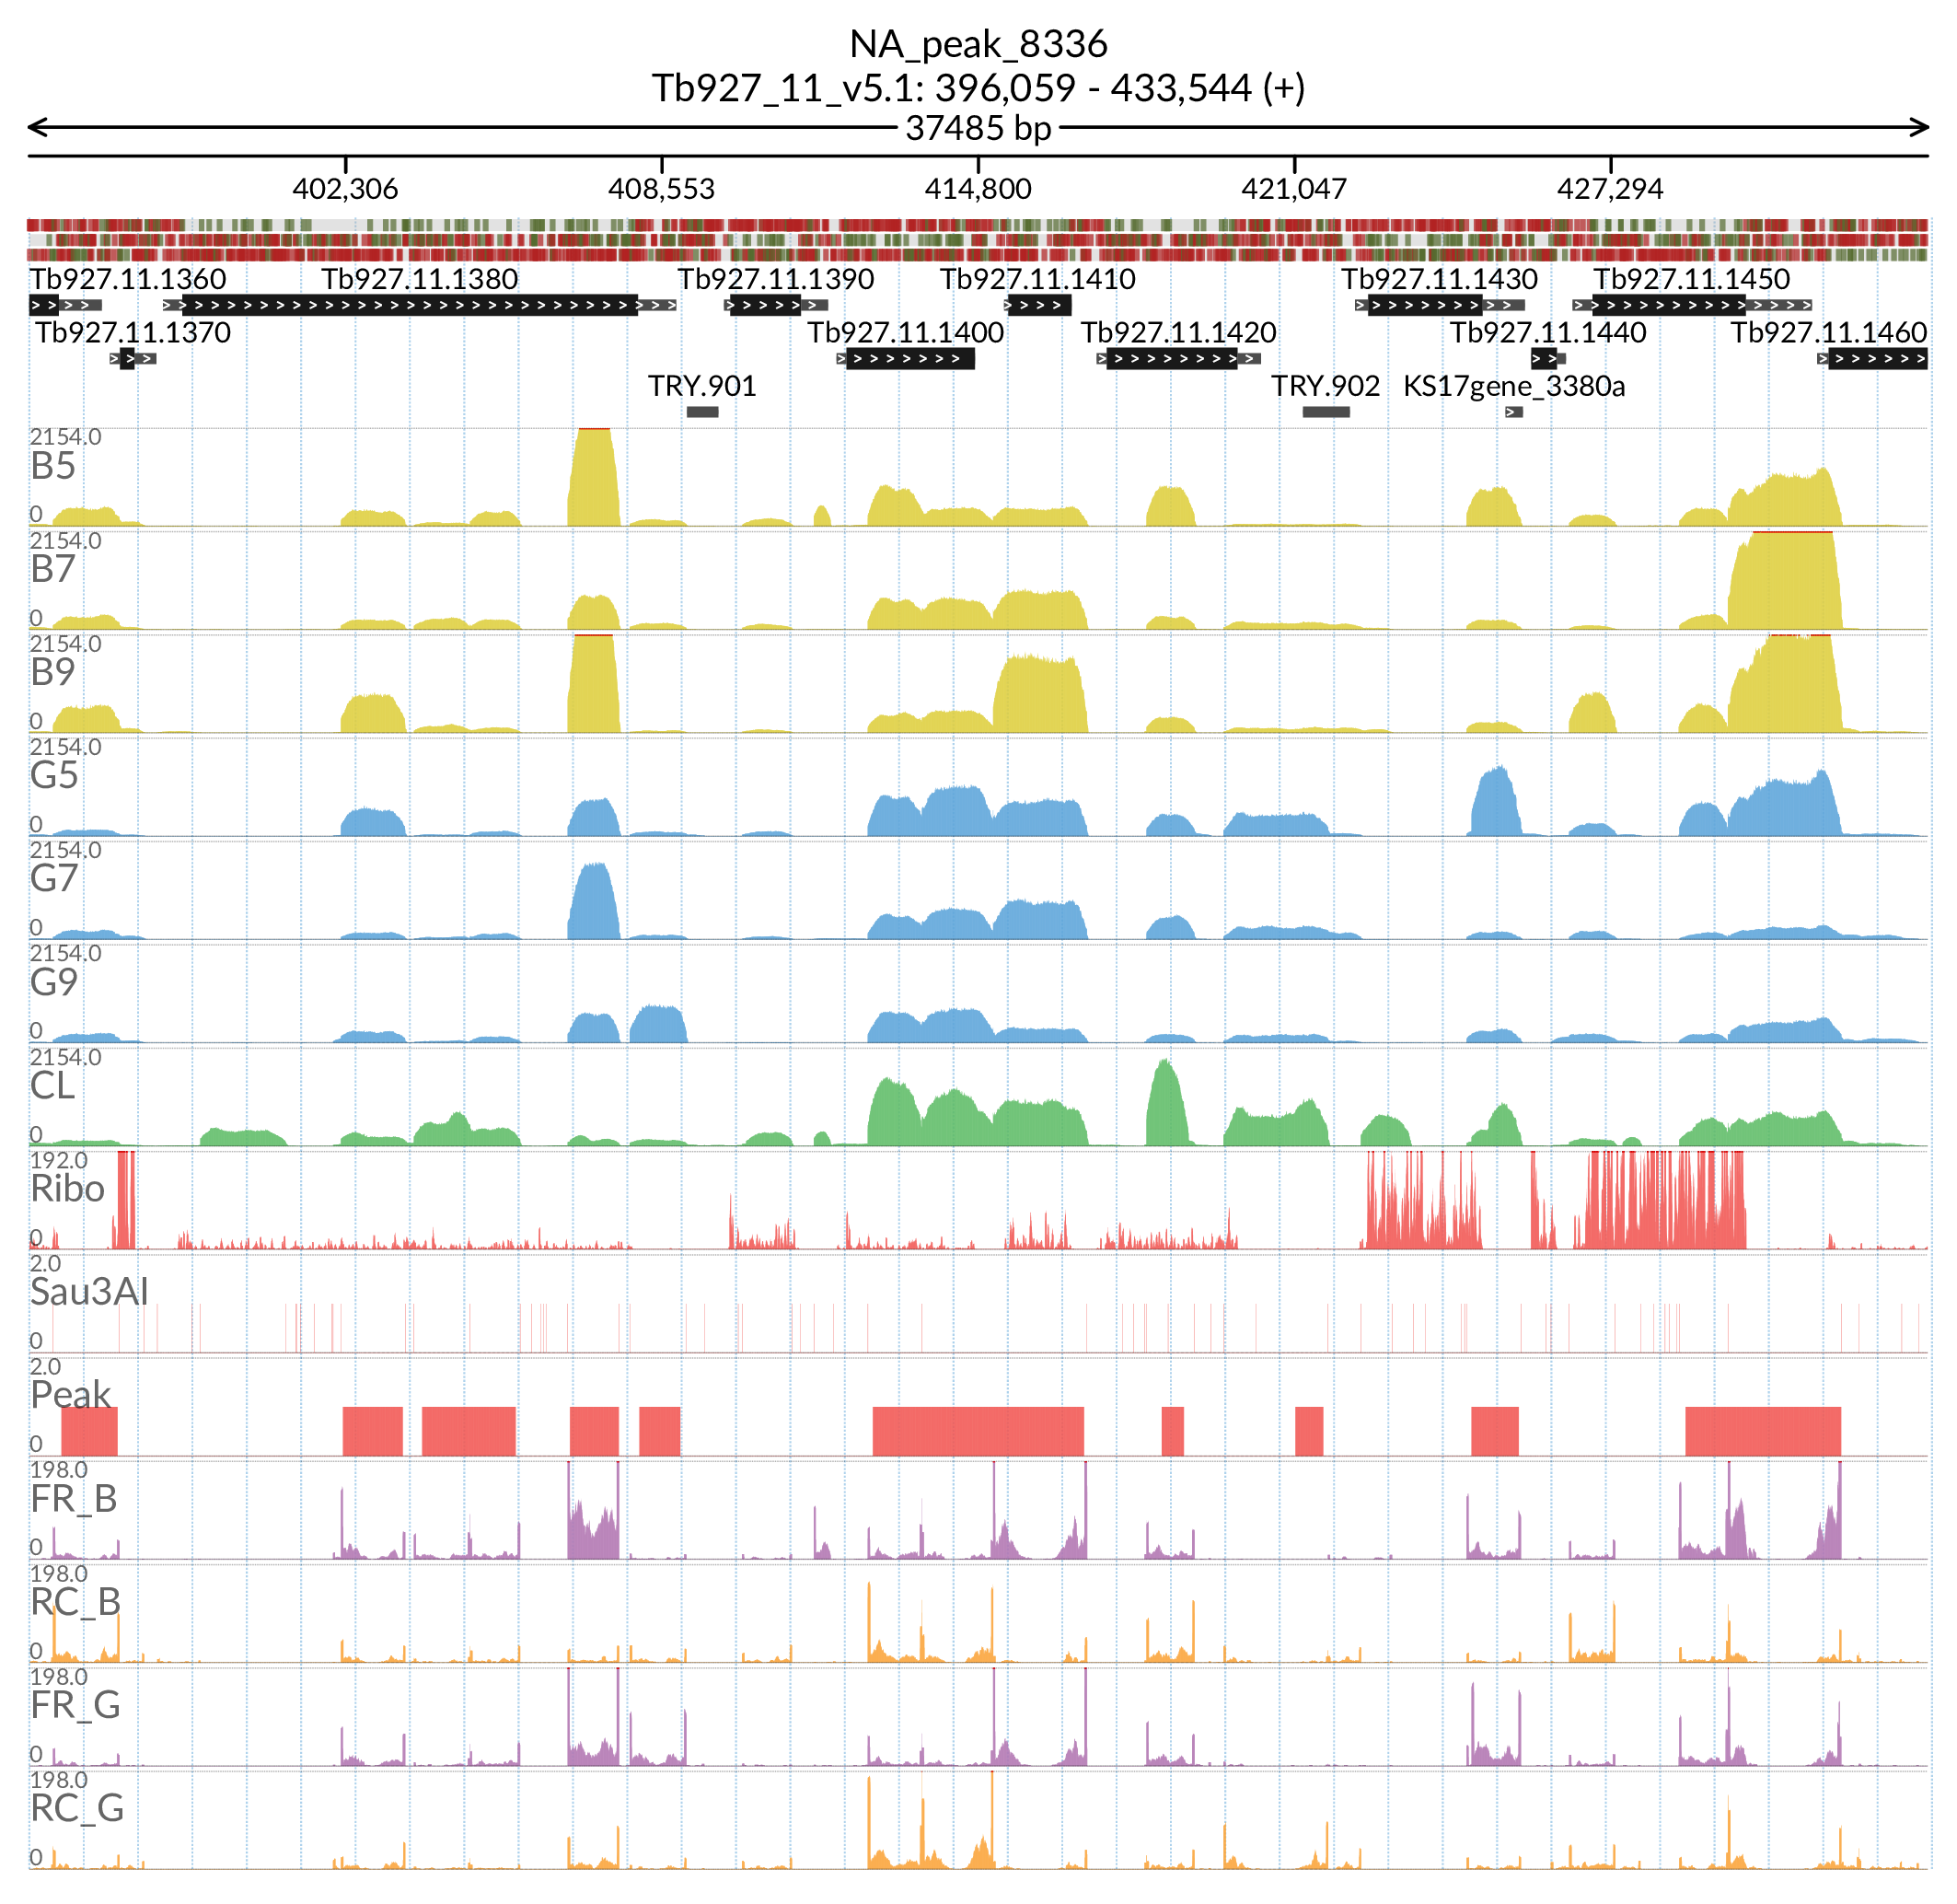 NA_peak_8336
Tb927_11_v5.1: 396,059 - 433,544 (+)
37485 bp
402,306 408,553 414,800 421,047 427,294
Tb927.11.1360 Tb927.11.1380 Tb927.11.1390 Tb927.11.1410 Tb927.11.1430 Tb927.11.1450
Tb927.11.1370 Tb927.11.1400 Tb927.11.1420 Tb927.11.1440 Tb927.11.1460
TRY.901 TRY.902 KS17gene_3380a
2154.0
B5
0
2154.0
B7
0
2154.0
B9
0
2154.0
G5
0
2154.0
G7
0
2154.0
G9
0
2154.0
CL
0
192.0
Ribo
0
2.0
Sau3AI
0
2.0
Peak
0
198.0
FR_B
0
198.0
RC_B
0
198.0
FR_G
0
198.0
RC_G
0